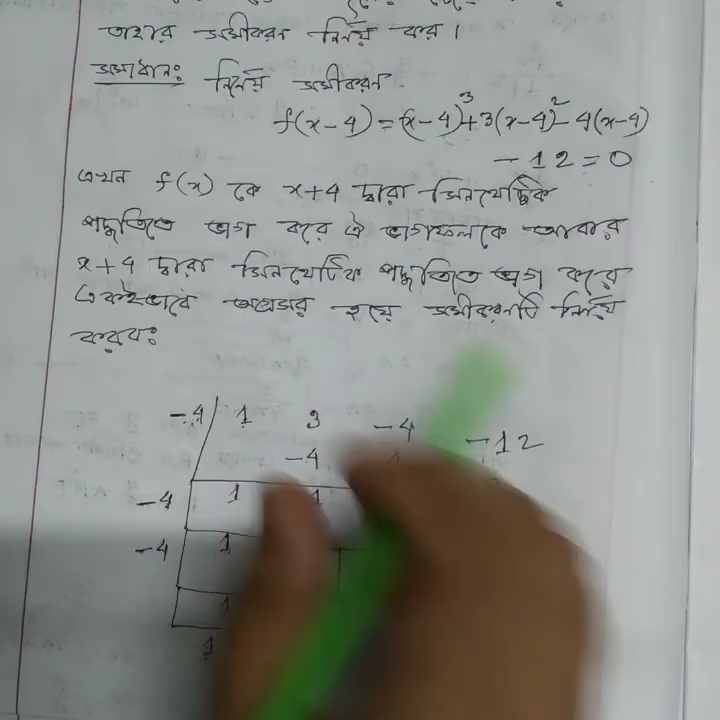 তাহার সমীকরণ নির্ণয় কর।
সমাধান: নির্ণেয় সমীকরণ
f(x-4) = (x-4)³+3(x-4)²-4(x-4)
-12=0
এখন f(x) কে x+4 দ্বারা সিনথেটিক
পদ্ধতিতে ভাগ করে ঐ ভাগফলকে আবার
x+4 দ্বারা সিনথেটিক পদ্ধতিতে ভাগ করে
একইভাবে অগ্রসর হয়ে সমীকরণটি নির্ণয়
করব:
-4 1 3 -4 -12
-4
-4 1 1
-4 1
1
1